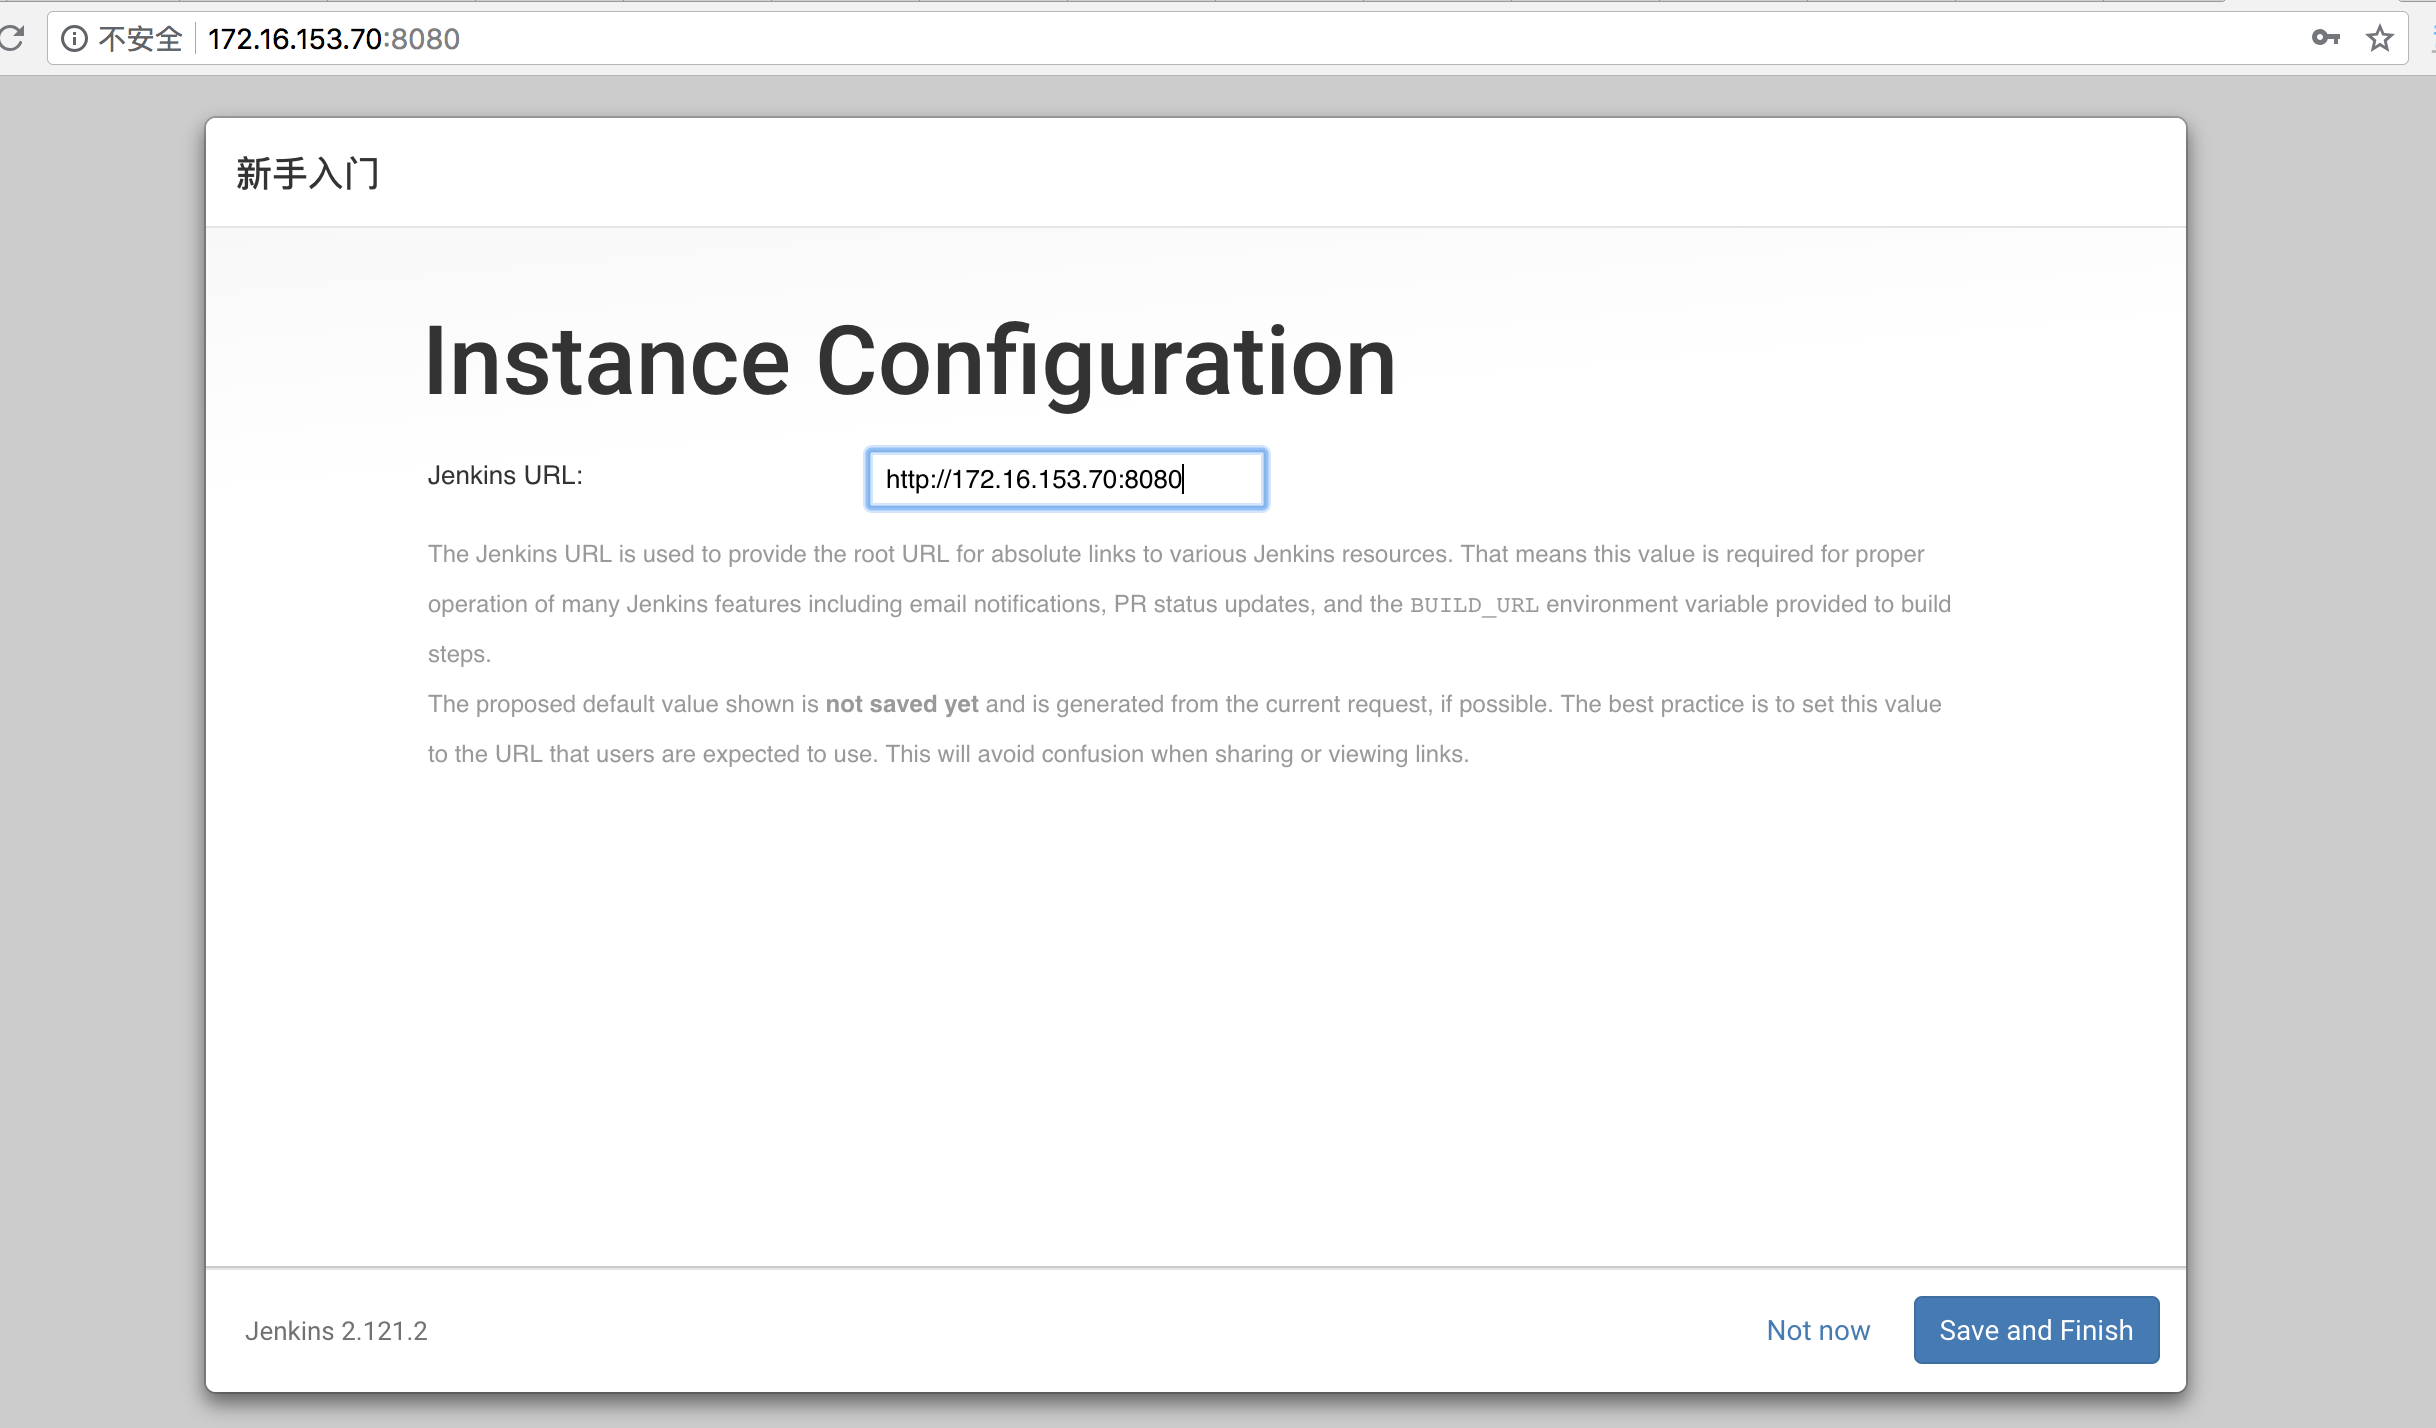 不安全 172.16.153.70:8080
新手入门
Instance Configuration
Jenkins URL: http://172.16.153.70:8080
The Jenkins URL is used to provide the root URL for absolute links to various Jenkins resources. That means this value is required for proper
operation of many Jenkins features including email notifications, PR status updates, and the BUILD_URL environment variable provided to build
steps.
The proposed default value shown is not saved yet and is generated from the current request, if possible. The best practice is to set this value
to the URL that users are expected to use. This will avoid confusion when sharing or viewing links.
Jenkins 2.121.2 Not now Save and Finish